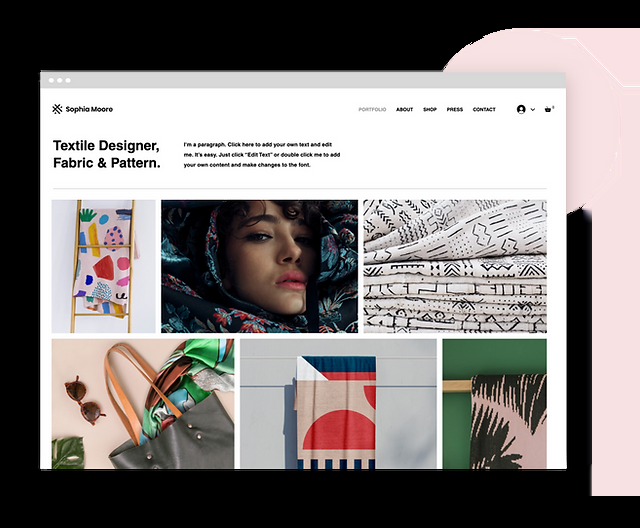 Sophia Moore
PORTFOLIO ABOUT SHOP PRESS CONTACT
0
Textile Designer,
Fabric & Pattern.
I'm a paragraph. Click here to add your own text and edit
me. It's easy. Just click "Edit Text" or double click me to add
your own content and make changes to the font.